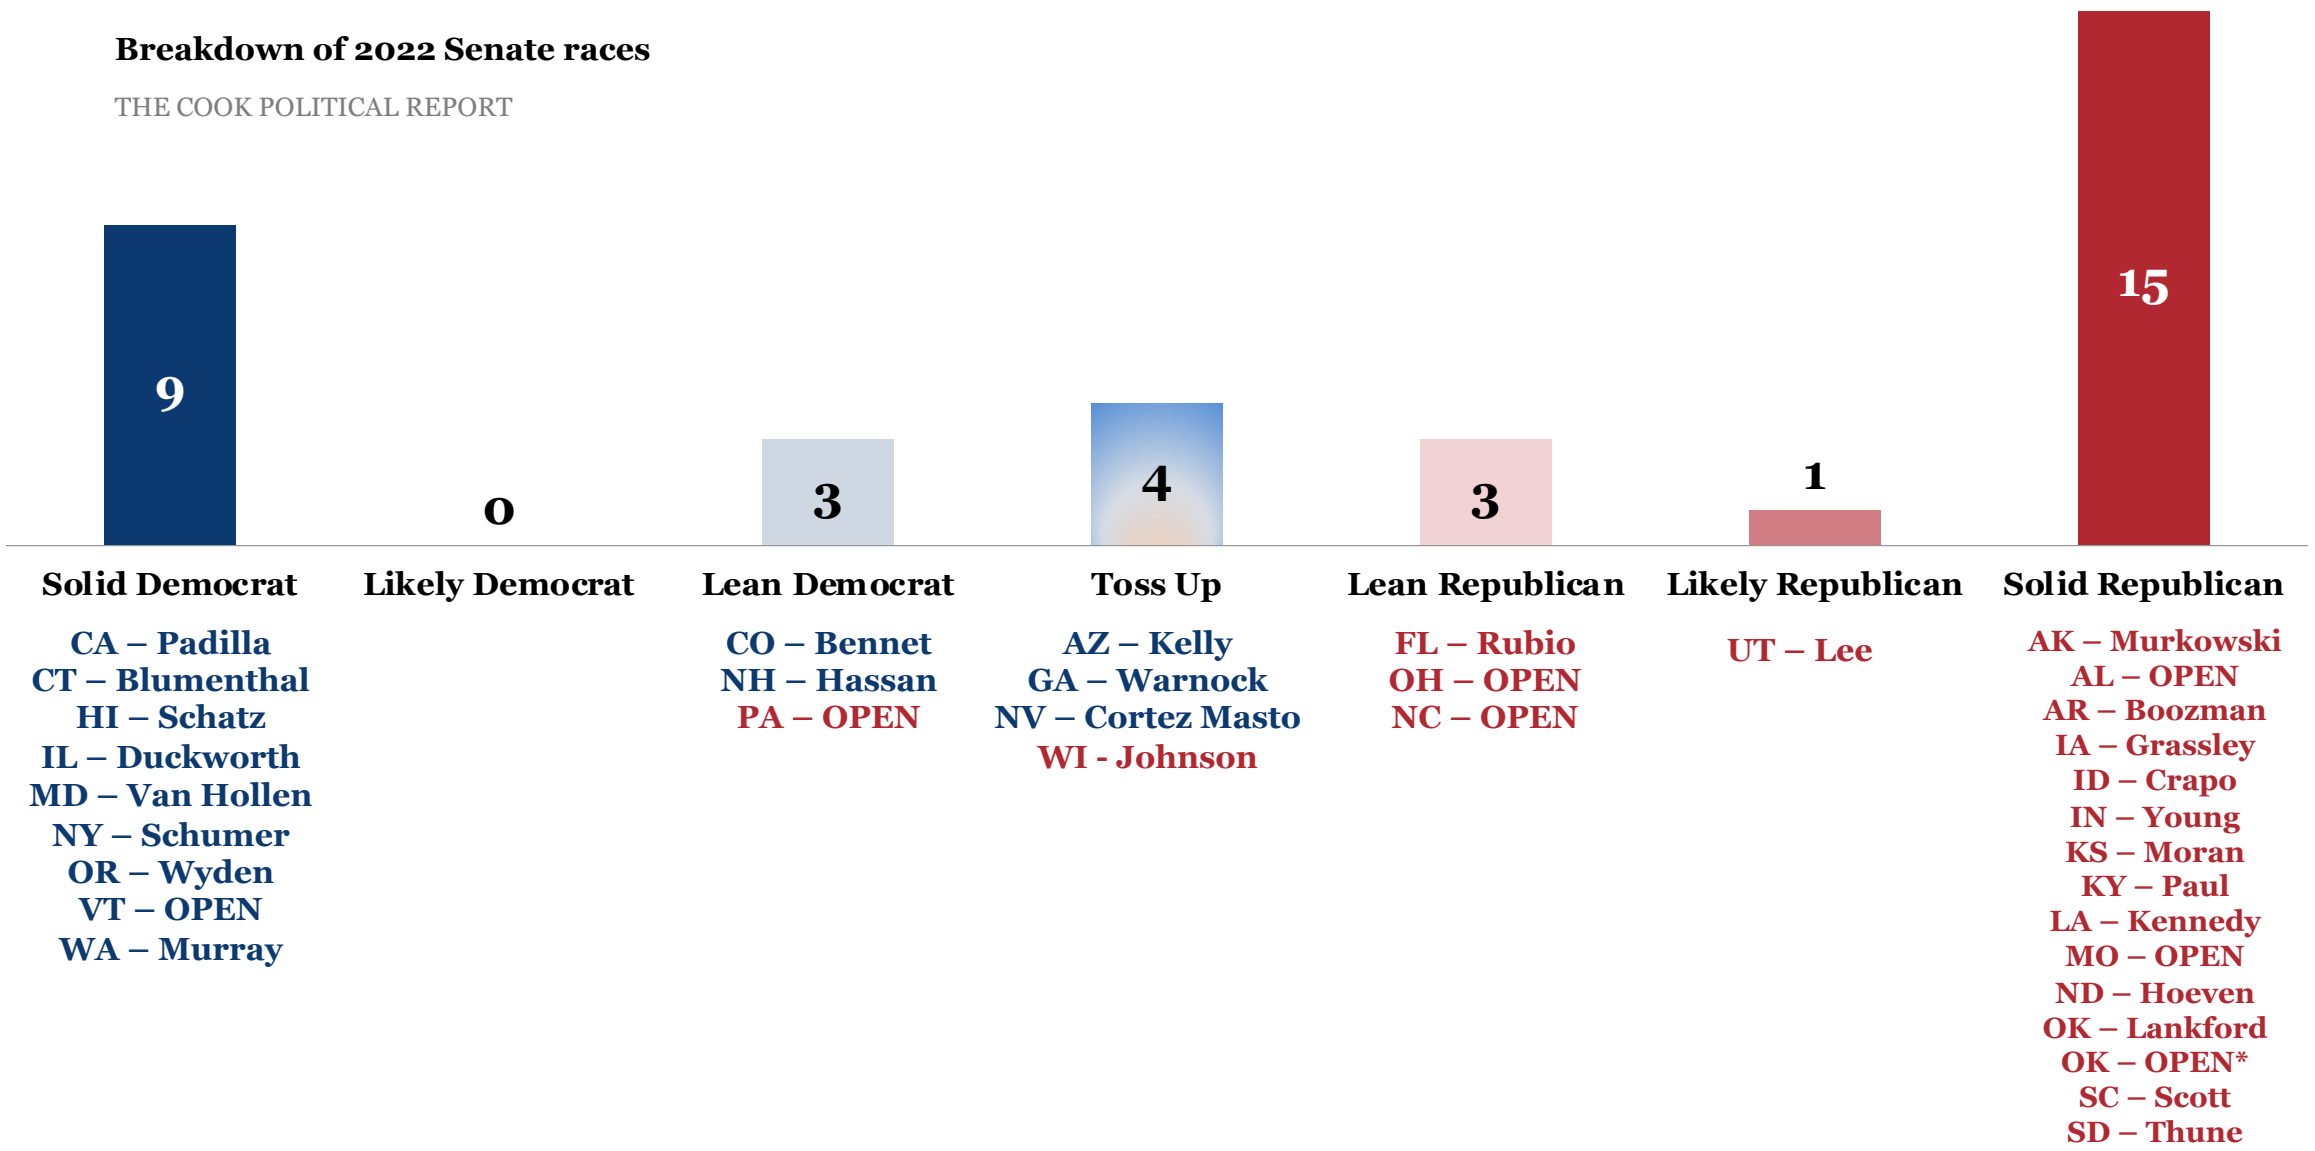 Breakdown of 2022 Senate races
THE COOK POLITICAL REPORT
9
0
3
4
3
1
15
Solid Democrat
Likely Democrat
Lean Democrat
Toss Up
Lean Republican
Likely Republican
Solid Republican
CA – Padilla
CT – Blumenthal
HI – Schatz
IL – Duckworth
MD – Van Hollen
NY – Schumer
OR – Wyden
VT – OPEN
WA – Murray
CO – Bennet
NH – Hassan
PA – OPEN
AZ – Kelly
GA – Warnock
NV – Cortez Masto
WI - Johnson
FL – Rubio
OH – OPEN
NC – OPEN
UT – Lee
AK – Murkowski
AL – OPEN
AR – Boozman
IA – Grassley
ID – Crapo
IN – Young
KS – Moran
KY – Paul
LA – Kennedy
MO – OPEN
ND – Hoeven
OK – Lankford
OK – OPEN*
SC – Scott
SD – Thune